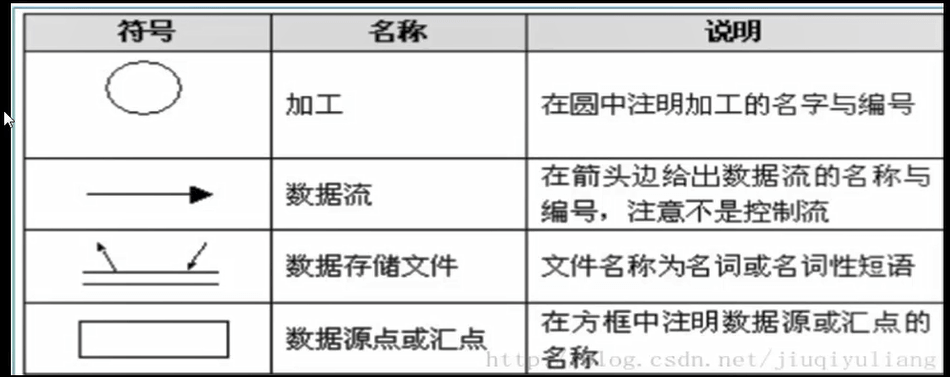 符号 名称 说明
加工 在圆中注明加工的名字与编号
在箭头边给出数据流的名称与
数据流
编号，注意不是控制流
数据存储文件 文件名称为名词或名词性短语
在方框中注明数据源或汇点的
数据源点或汇点
名称
http://blog.csdn.net/jiuqiyuliang